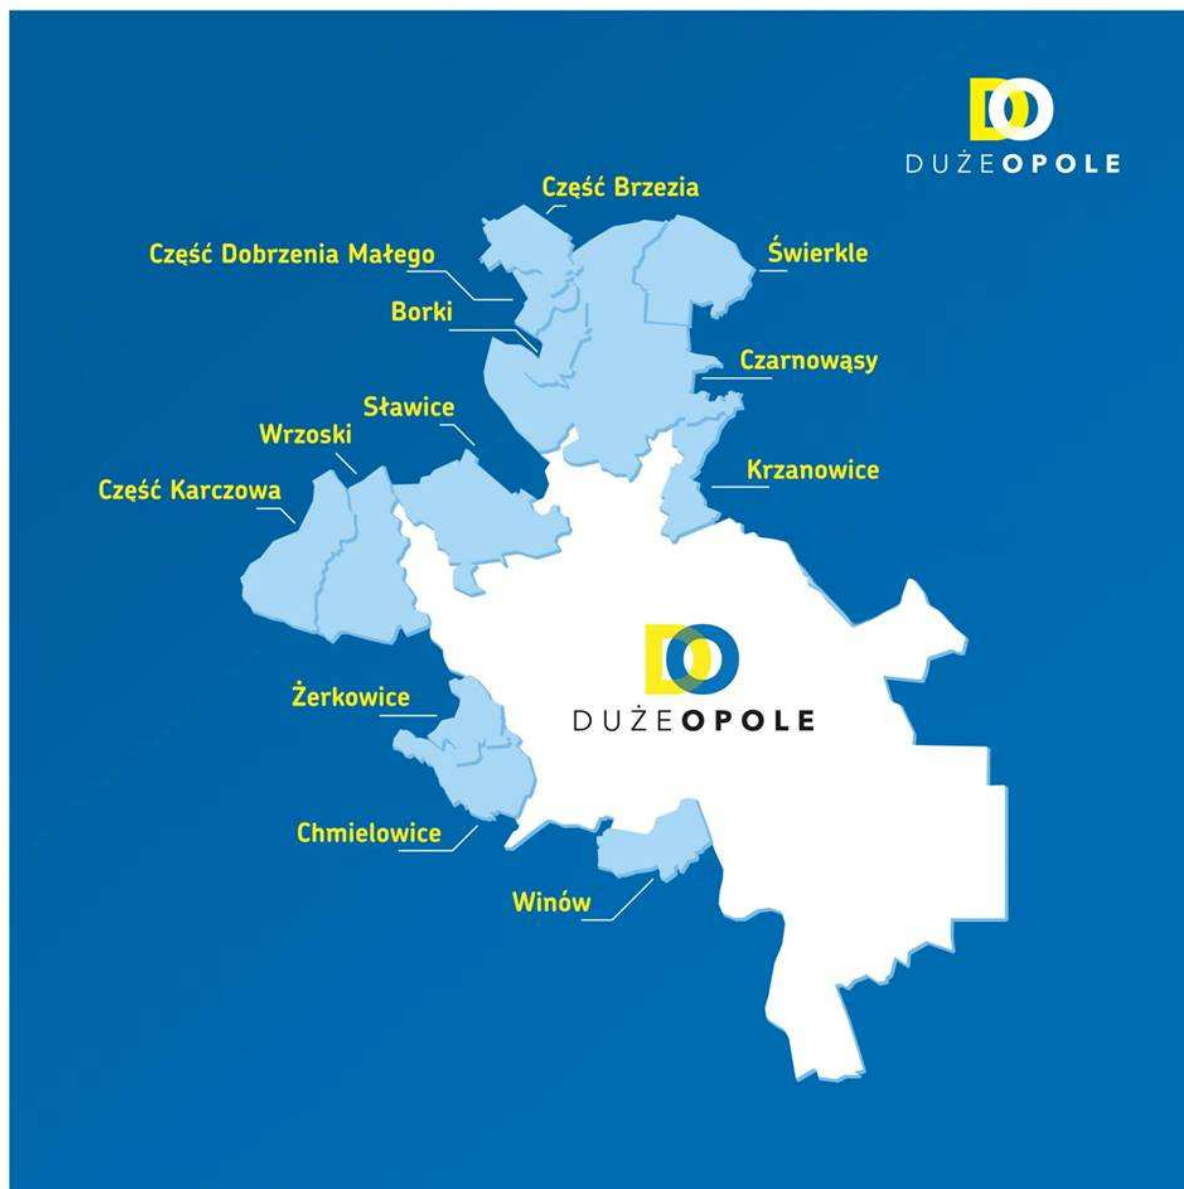 DUŻEOPOLE
Część Brzezia
Część Dobrzenia Małego
Świerkle
Borki
Czarnowąsy
Sławice
Wrzoski
Krzanowice
Część Karczowa
DUŻEOPOLE
Żerkowice
Chmielowice
Winów